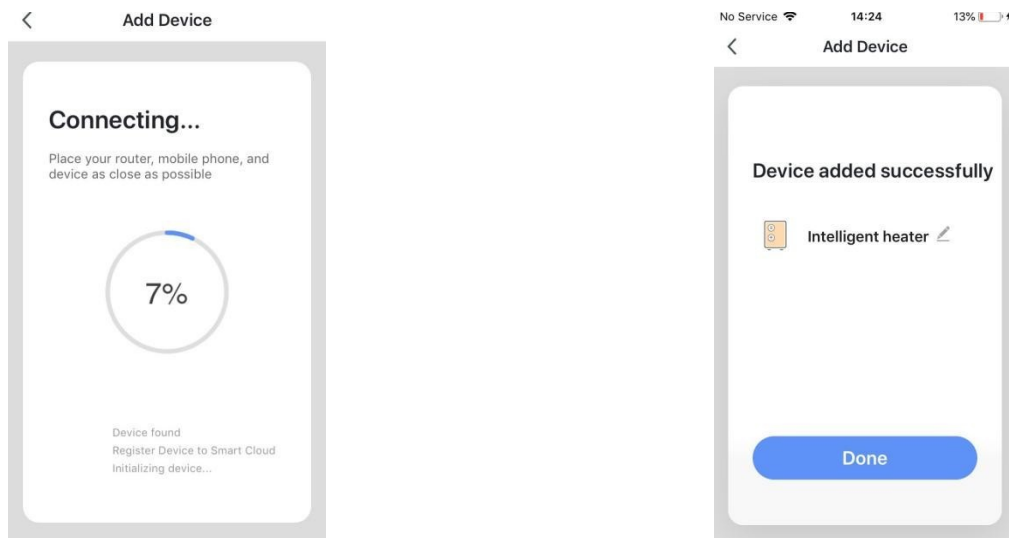 Add Device
Connecting...
Place your router, mobile phone, and
device as close as possible
7%
Device found
Register Device to Smart Cloud
Initializing device...
No Service 14:24 13%
Add Device
Device added successfully
Intelligent heater
Done